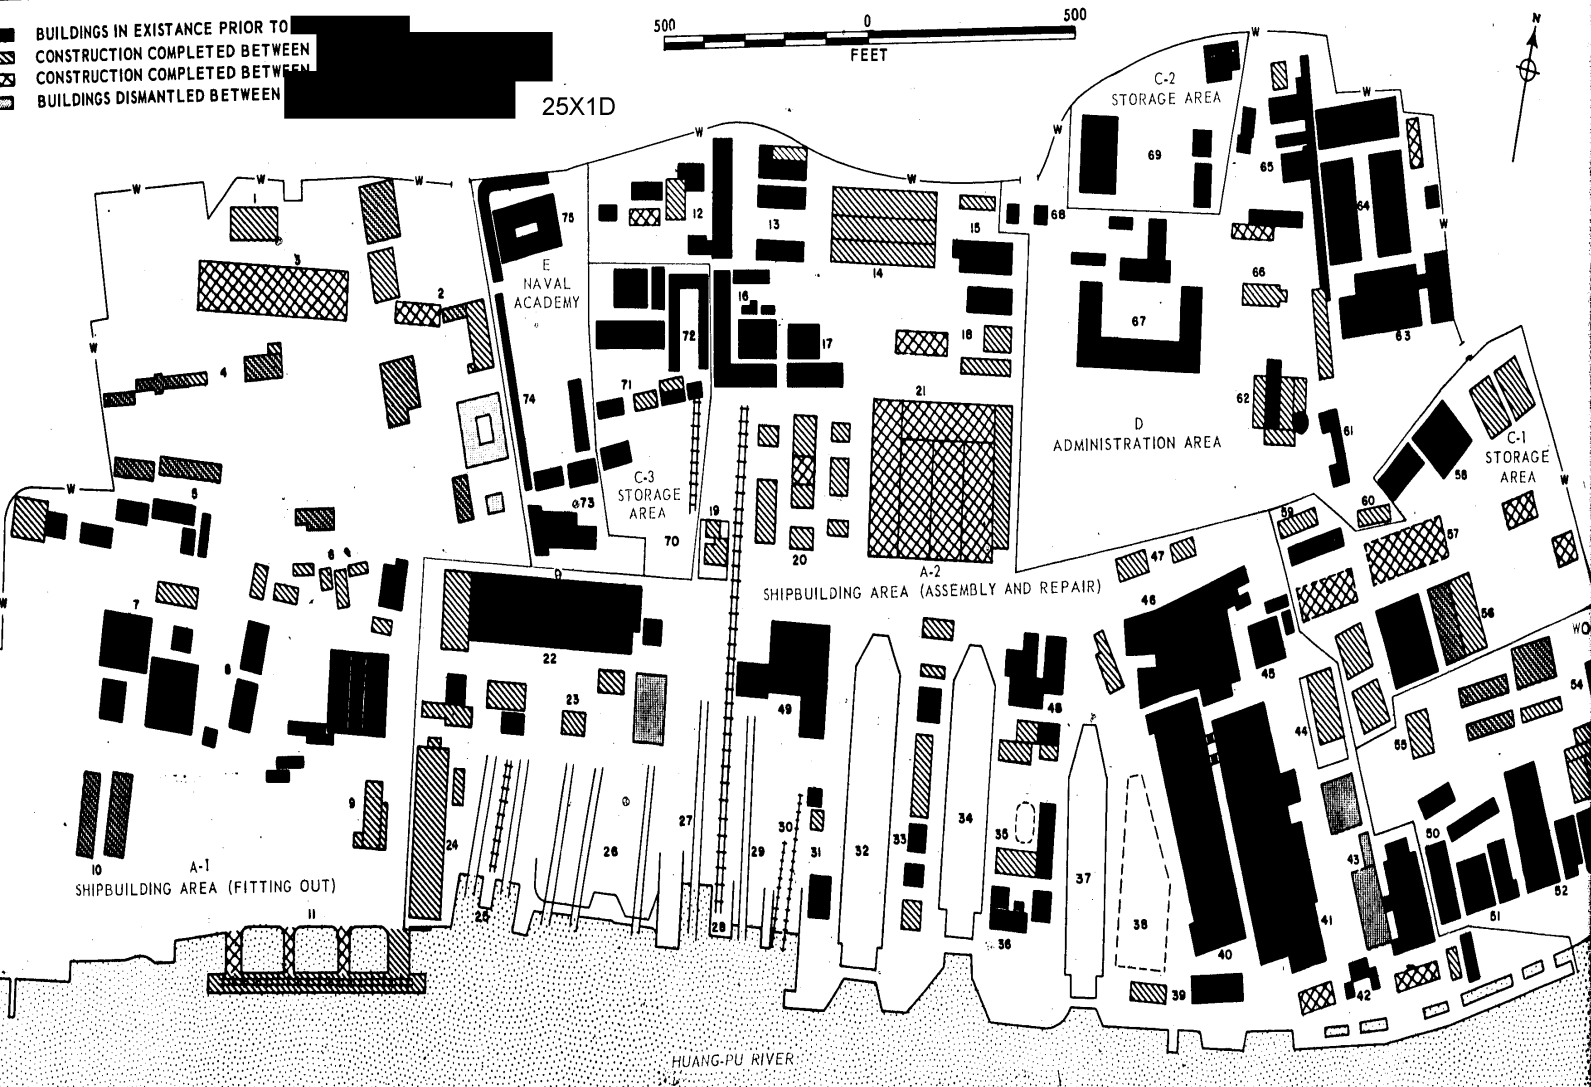 BUILDINGS IN EXISTANCE PRIOR TO
CONSTRUCTION COMPLETED BETWEEN
CONSTRUCTION COMPLETED BETWEEN
BUILDINGS DISMANTLED BETWEEN
25X1D
500 0 500
FEET
N
C-2
STORAGE AREA
W
W
W
W
W
W
W
W
W
W
W
W
W
W
1
2
3
4
5
6
7
8
9
10
11
A-1
SHIPBUILDING AREA (FITTING OUT)
75
E
NAVAL
ACADEMY
74
73
12
13
14
15
16
17
18
72
71
C-3
STORAGE
AREA
70
19
20
21
A-2
SHIPBUILDING AREA (ASSEMBLY AND REPAIR)
69
68
67
66
65
64
63
62
61
D
ADMINISTRATION AREA
C-1
STORAGE
AREA
60
59
58
57
56
55
54
WO
22
23
24
25
26
27
28
29
30
31
32
33
34
35
36
37
38
39
40
41
42
43
44
45
46
47
48
49
50
51
52
HUANG-PU RIVER